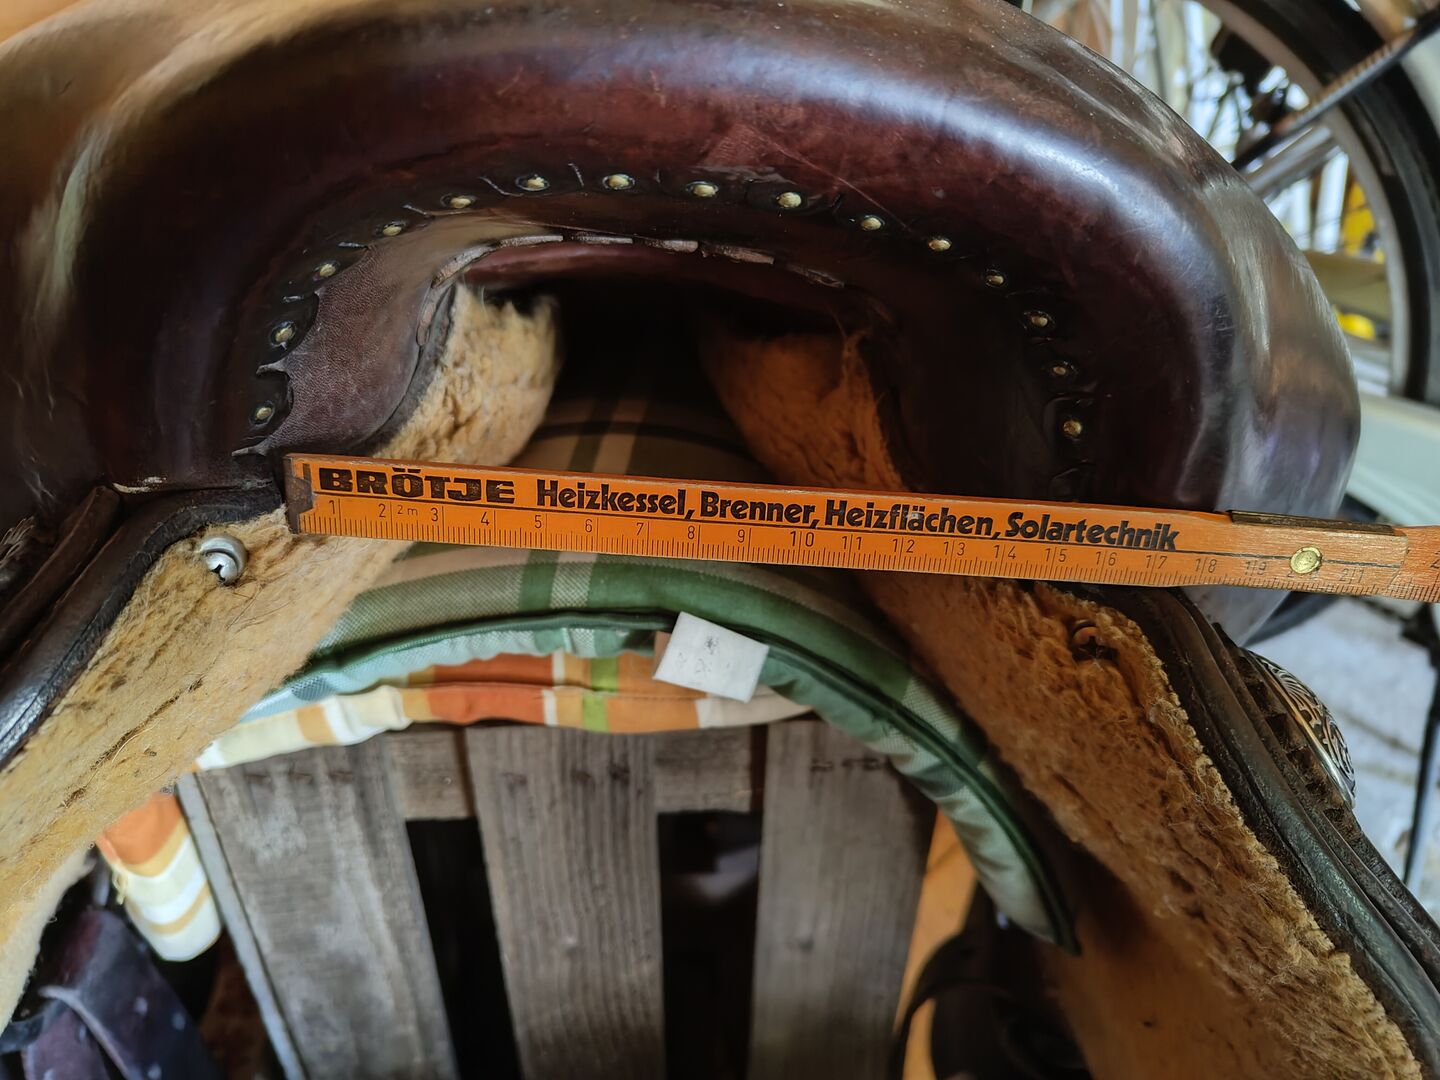 BRÖTJE Heizkessel, Brenner, Heizflächen, Solartechnik
1 2 2m 3 4 5 6 7 8 9 10 11 12 13 14 15 16 17 18 19 20 21